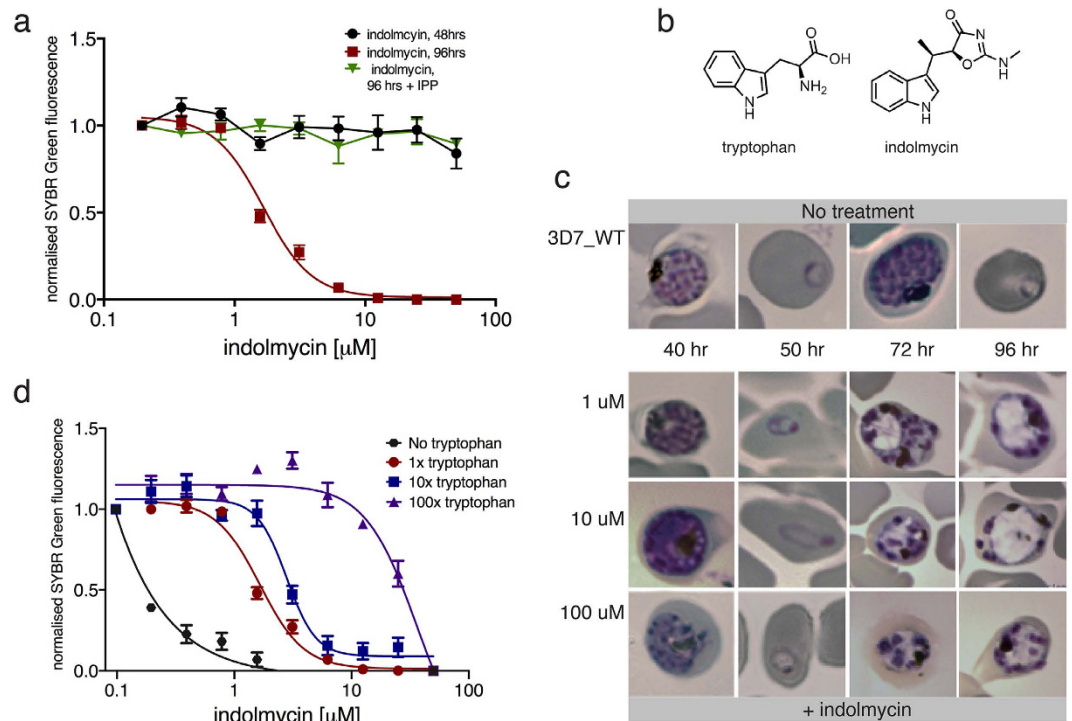 a
indolmcyin, 48hrs
indolmycin, 96hrs
indolmycin,
96 hrs + IPP
normalised SYBR Green fluorescence
1.5
1.0
0.5
0.0
0.1
1
10
100
indolmycin [µM]
b
O
OH
NH2
N
H
tryptophan
O
N
O
N
H
N
H
indolmycin
c
No treatment
3D7_WT
40 hr
50 hr
72 hr
96 hr
1 uM
10 uM
100 uM
+ indolmycin
d
No tryptophan
1x tryptophan
10x tryptophan
100x tryptophan
normalised SYBR Green fluorescence
1.5
1.0
0.5
0.0
0.1
1
10
100
indolmycin [µM]